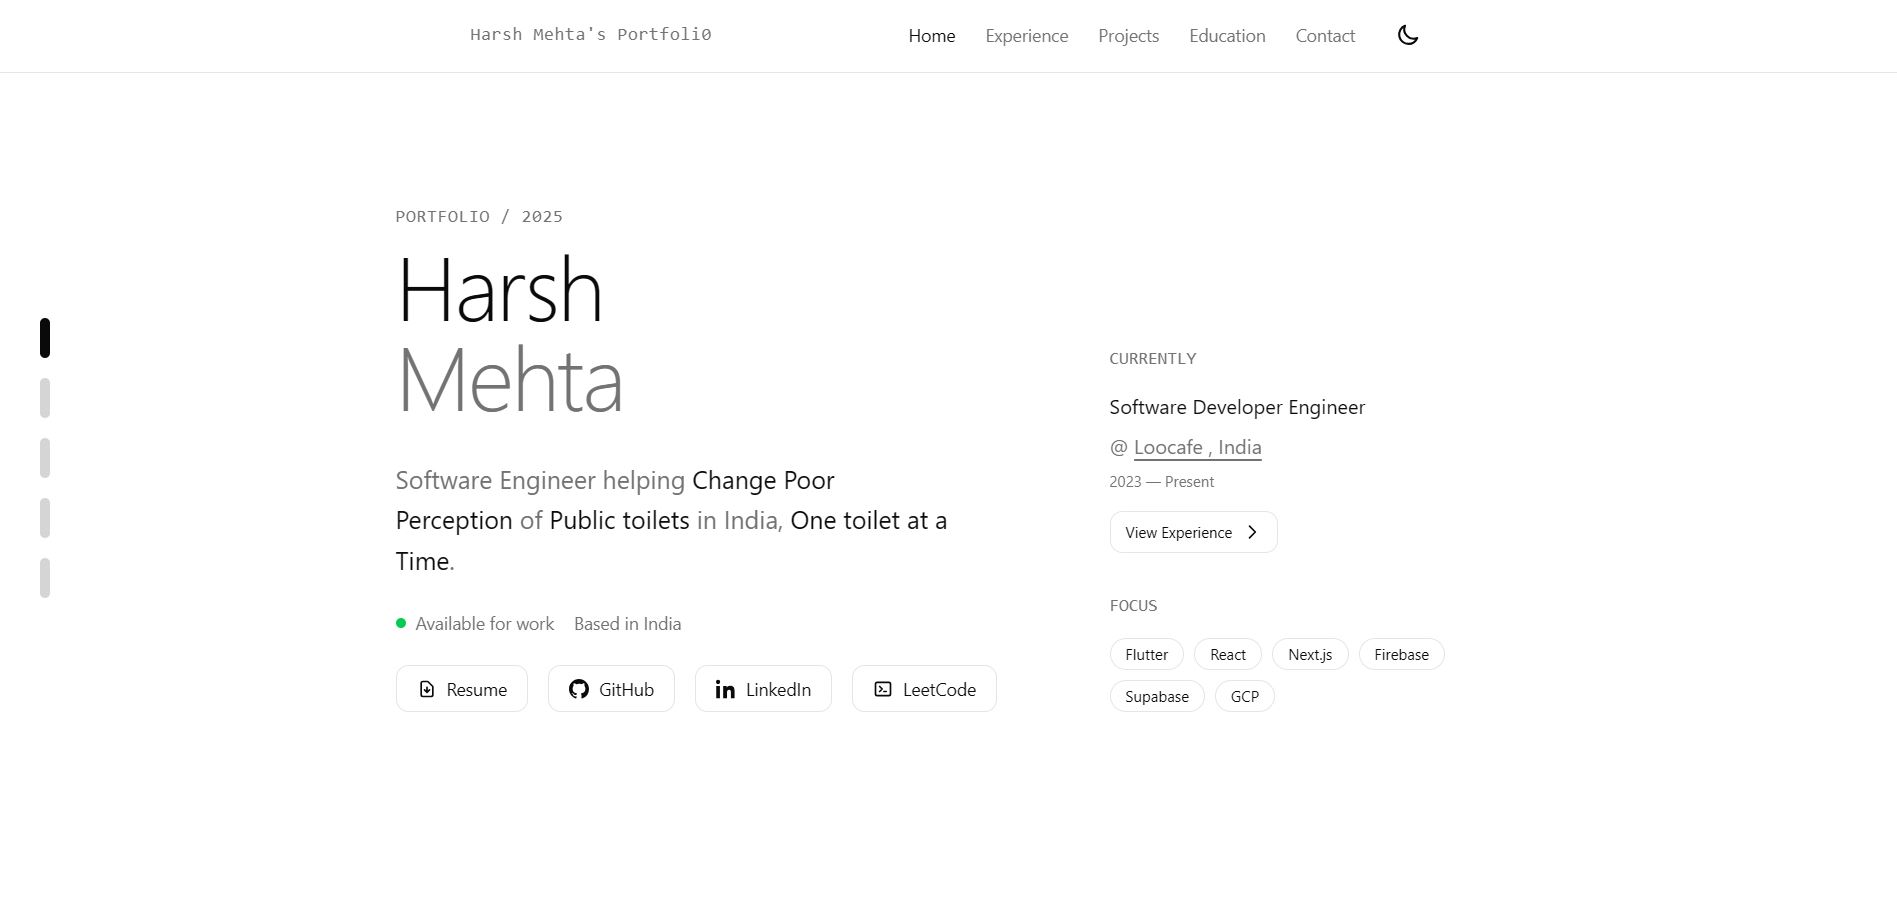 Harsh Mehta's Portfoli0
Home Experience Projects Education Contact
PORTFOLIO / 2025
Harsh
Mehta
Software Engineer helping Change Poor
Perception of Public toilets in India, One toilet at a
Time.
Available for work Based in India
Resume GitHub LinkedIn LeetCode
CURRENTLY
Software Developer Engineer
@ Loocafe , India
2023 — Present
View Experience
FOCUS
Flutter React Next.js Firebase
Supabase GCP